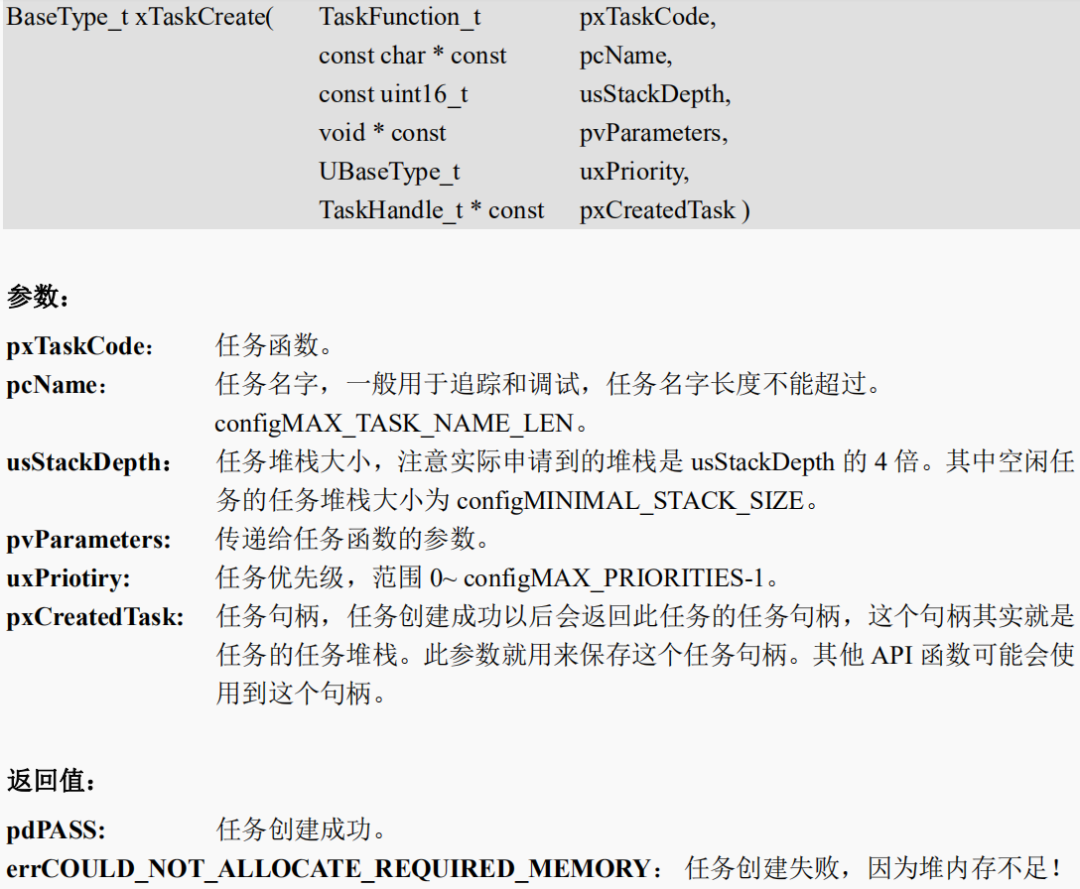 BaseType_t xTaskCreate( TaskFunction_t pxTaskCode,
const char * const pcName,
const uint16_t usStackDepth,
void * const pvParameters,
UBaseType_t uxPriority,
TaskHandle_t * const pxCreatedTask )
参数：
pxTaskCode： 任务函数。
pcName： 任务名字，一般用于追踪和调试，任务名字长度不能超过。
configMAX_TASK_NAME_LEN。
usStackDepth： 任务堆栈大小，注意实际申请到的堆栈是 usStackDepth 的 4 倍。其中空闲任
务的任务堆栈大小为 configMINIMAL_STACK_SIZE。
pvParameters: 传递给任务函数的参数。
uxPriotiry: 任务优先级，范围 0~ configMAX_PRIORITIES-1。
pxCreatedTask: 任务句柄，任务创建成功以后会返回此任务的任务句柄，这个句柄其实就是
任务的任务堆栈。此参数就用来保存这个任务句柄。其他 API 函数可能会使
用到这个句柄。
返回值：
pdPASS: 任务创建成功。
errCOULD_NOT_ALLOCATE_REQUIRED_MEMORY： 任务创建失败，因为堆内存不足！